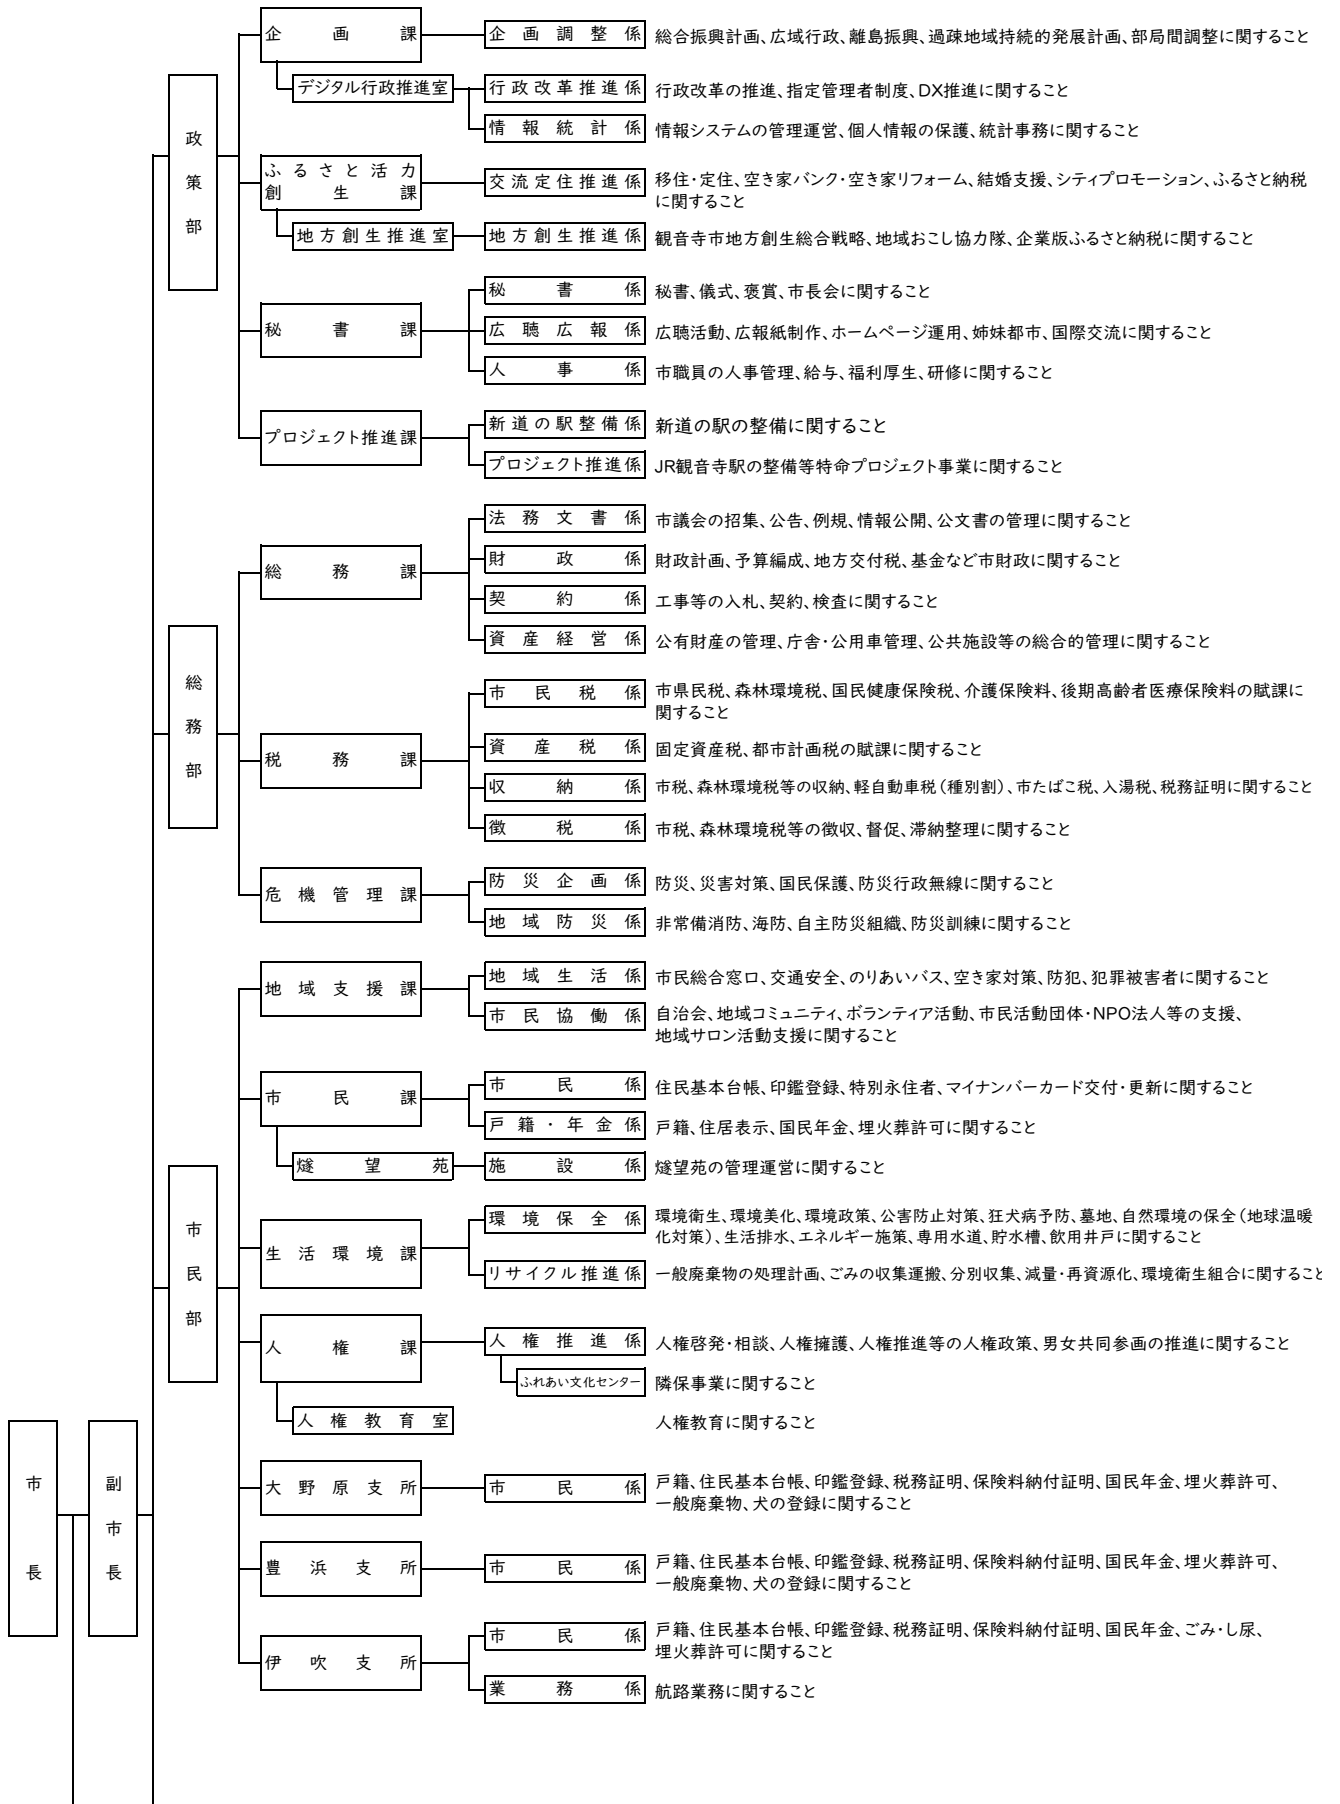 市長
副市長
政策部
企画課
企画調整係
総合振興計画、広域行政、離島振興、過疎地域持続的発展計画、部局間調整に関すること
デジタル行政推進室
行政改革推進係
行政改革の推進、指定管理者制度、DX推進に関すること
情報統計係
情報システムの管理運営、個人情報の保護、統計事務に関すること
ふるさと活力
創生課
交流定住推進係
移住・定住、空き家バンク・空き家リフォーム、結婚支援、シティプロモーション、ふるさと納税
に関すること
地方創生推進室
地方創生推進係
観音寺市地方創生総合戦略、地域おこし協力隊、企業版ふるさと納税に関すること
秘書課
秘書係
秘書、儀式、褒賞、市長会に関すること
広聴広報係
広聴活動、広報紙制作、ホームページ運用、姉妹都市、国際交流に関すること
人事係
市職員の人事管理、給与、福利厚生、研修に関すること
プロジェクト推進課
新道の駅整備係
新道の駅の整備に関すること
プロジェクト推進係
JR観音寺駅の整備等特命プロジェクト事業に関すること
総務部
総務課
法務文書係
市議会の招集、公告、例規、情報公開、公文書の管理に関すること
財政係
財政計画、予算編成、地方交付税、基金など市財政に関すること
契約係
工事等の入札、契約、検査に関すること
資産経営係
公有財産の管理、庁舎・公用車管理、公共施設等の総合的管理に関すること
税務課
市民税係
市県民税、森林環境税、国民健康保険税、介護保険料、後期高齢者医療保険料の賦課に
関すること
資産税係
固定資産税、都市計画税の賦課に関すること
収納係
市税、森林環境税等の収納、軽自動車税(種別割)、市たばこ税、入湯税、税務証明に関すること
徴税係
市税、森林環境税等の徴収、督促、滞納整理に関すること
危機管理課
防災企画係
防災、災害対策、国民保護、防災行政無線に関すること
地域防災係
非常備消防、海防、自主防災組織、防災訓練に関すること
市民部
地域支援課
地域生活係
市民総合窓口、交通安全、のりあいバス、空き家対策、防犯、犯罪被害者に関すること
市民協働係
自治会、地域コミュニティ、ボランティア活動、市民活動団体・NPO法人等の支援、
地域サロン活動支援に関すること
市民課
市民係
住民基本台帳、印鑑登録、特別永住者、マイナンバーカード交付・更新に関すること
戸籍・年金係
戸籍、住居表示、国民年金、埋火葬許可に関すること
燧望苑
施設係
燧望苑の管理運営に関すること
生活環境課
環境保全係
環境衛生、環境美化、環境政策、公害防止対策、狂犬病予防、墓地、自然環境の保全(地球温暖
化対策)、生活排水、エネルギー施策、専用水道、貯水槽、飲用井戸に関すること
リサイクル推進係
一般廃棄物の処理計画、ごみの収集運搬、分別収集、減量・再資源化、環境衛生組合に関すること
人権課
人権推進係
人権啓発・相談、人権擁護、人権推進等の人権政策、男女共同参画の推進に関すること
ふれあい文化センター
隣保事業に関すること
人権教育室
人権教育に関すること
大野原支所
市民係
戸籍、住民基本台帳、印鑑登録、税務証明、保険料納付証明、国民年金、埋火葬許可、
一般廃棄物、犬の登録に関すること
豊浜支所
市民係
戸籍、住民基本台帳、印鑑登録、税務証明、保険料納付証明、国民年金、埋火葬許可、
一般廃棄物、犬の登録に関すること
伊吹支所
市民係
戸籍、住民基本台帳、印鑑登録、税務証明、保険料納付証明、国民年金、ごみ・し尿、
埋火葬許可に関すること
業務係
航路業務に関すること